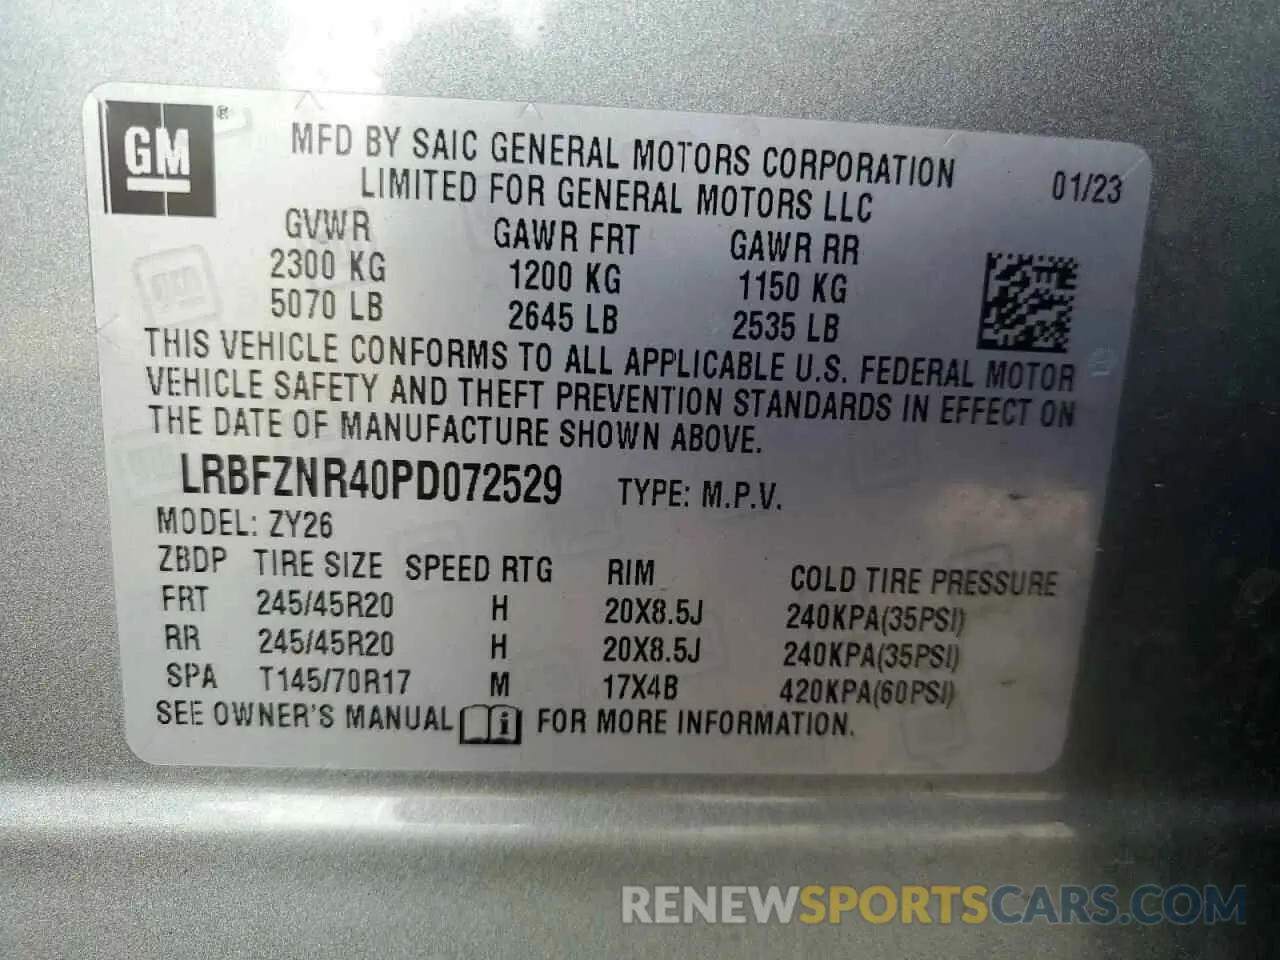 GM ®
MFD BY SAIC GENERAL MOTORS CORPORATION 01/23
LIMITED FOR GENERAL MOTORS LLC
GVWR GAWR FRT GAWR RR
2300 KG 1200 KG 1150 KG
5070 LB 2645 LB 2535 LB
THIS VEHICLE CONFORMS TO ALL APPLICABLE U.S. FEDERAL MOTOR
VEHICLE SAFETY AND THEFT PREVENTION STANDARDS IN EFFECT ON
THE DATE OF MANUFACTURE SHOWN ABOVE.
LRBFZNR40PD072529 TYPE: M.P.V.
MODEL: ZY26
ZBDP TIRE SIZE SPEED RTG RIM COLD TIRE PRESSURE
FRT 245/45R20 H 20X8.5J 240KPA(35PSI)
RR 245/45R20 H 20X8.5J 240KPA(35PSI)
SPA T145/70R17 M 17X4B 420KPA(60PSI)
SEE OWNER'S MANUAL i FOR MORE INFORMATION.
RENEWSPORTSCARS.COM